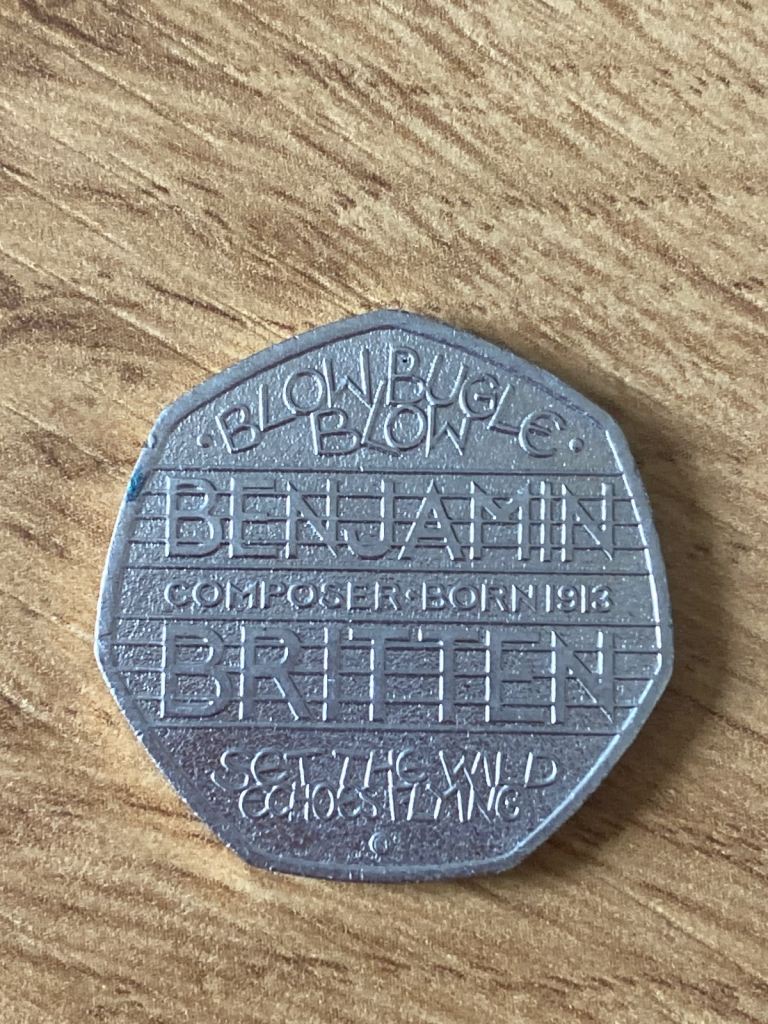 · BLOW BUGLE ·
BLOW
BENJAMIN
COMPOSER · BORN 1913
BRITTEN
SET THE WILD
ECHOES FLYING